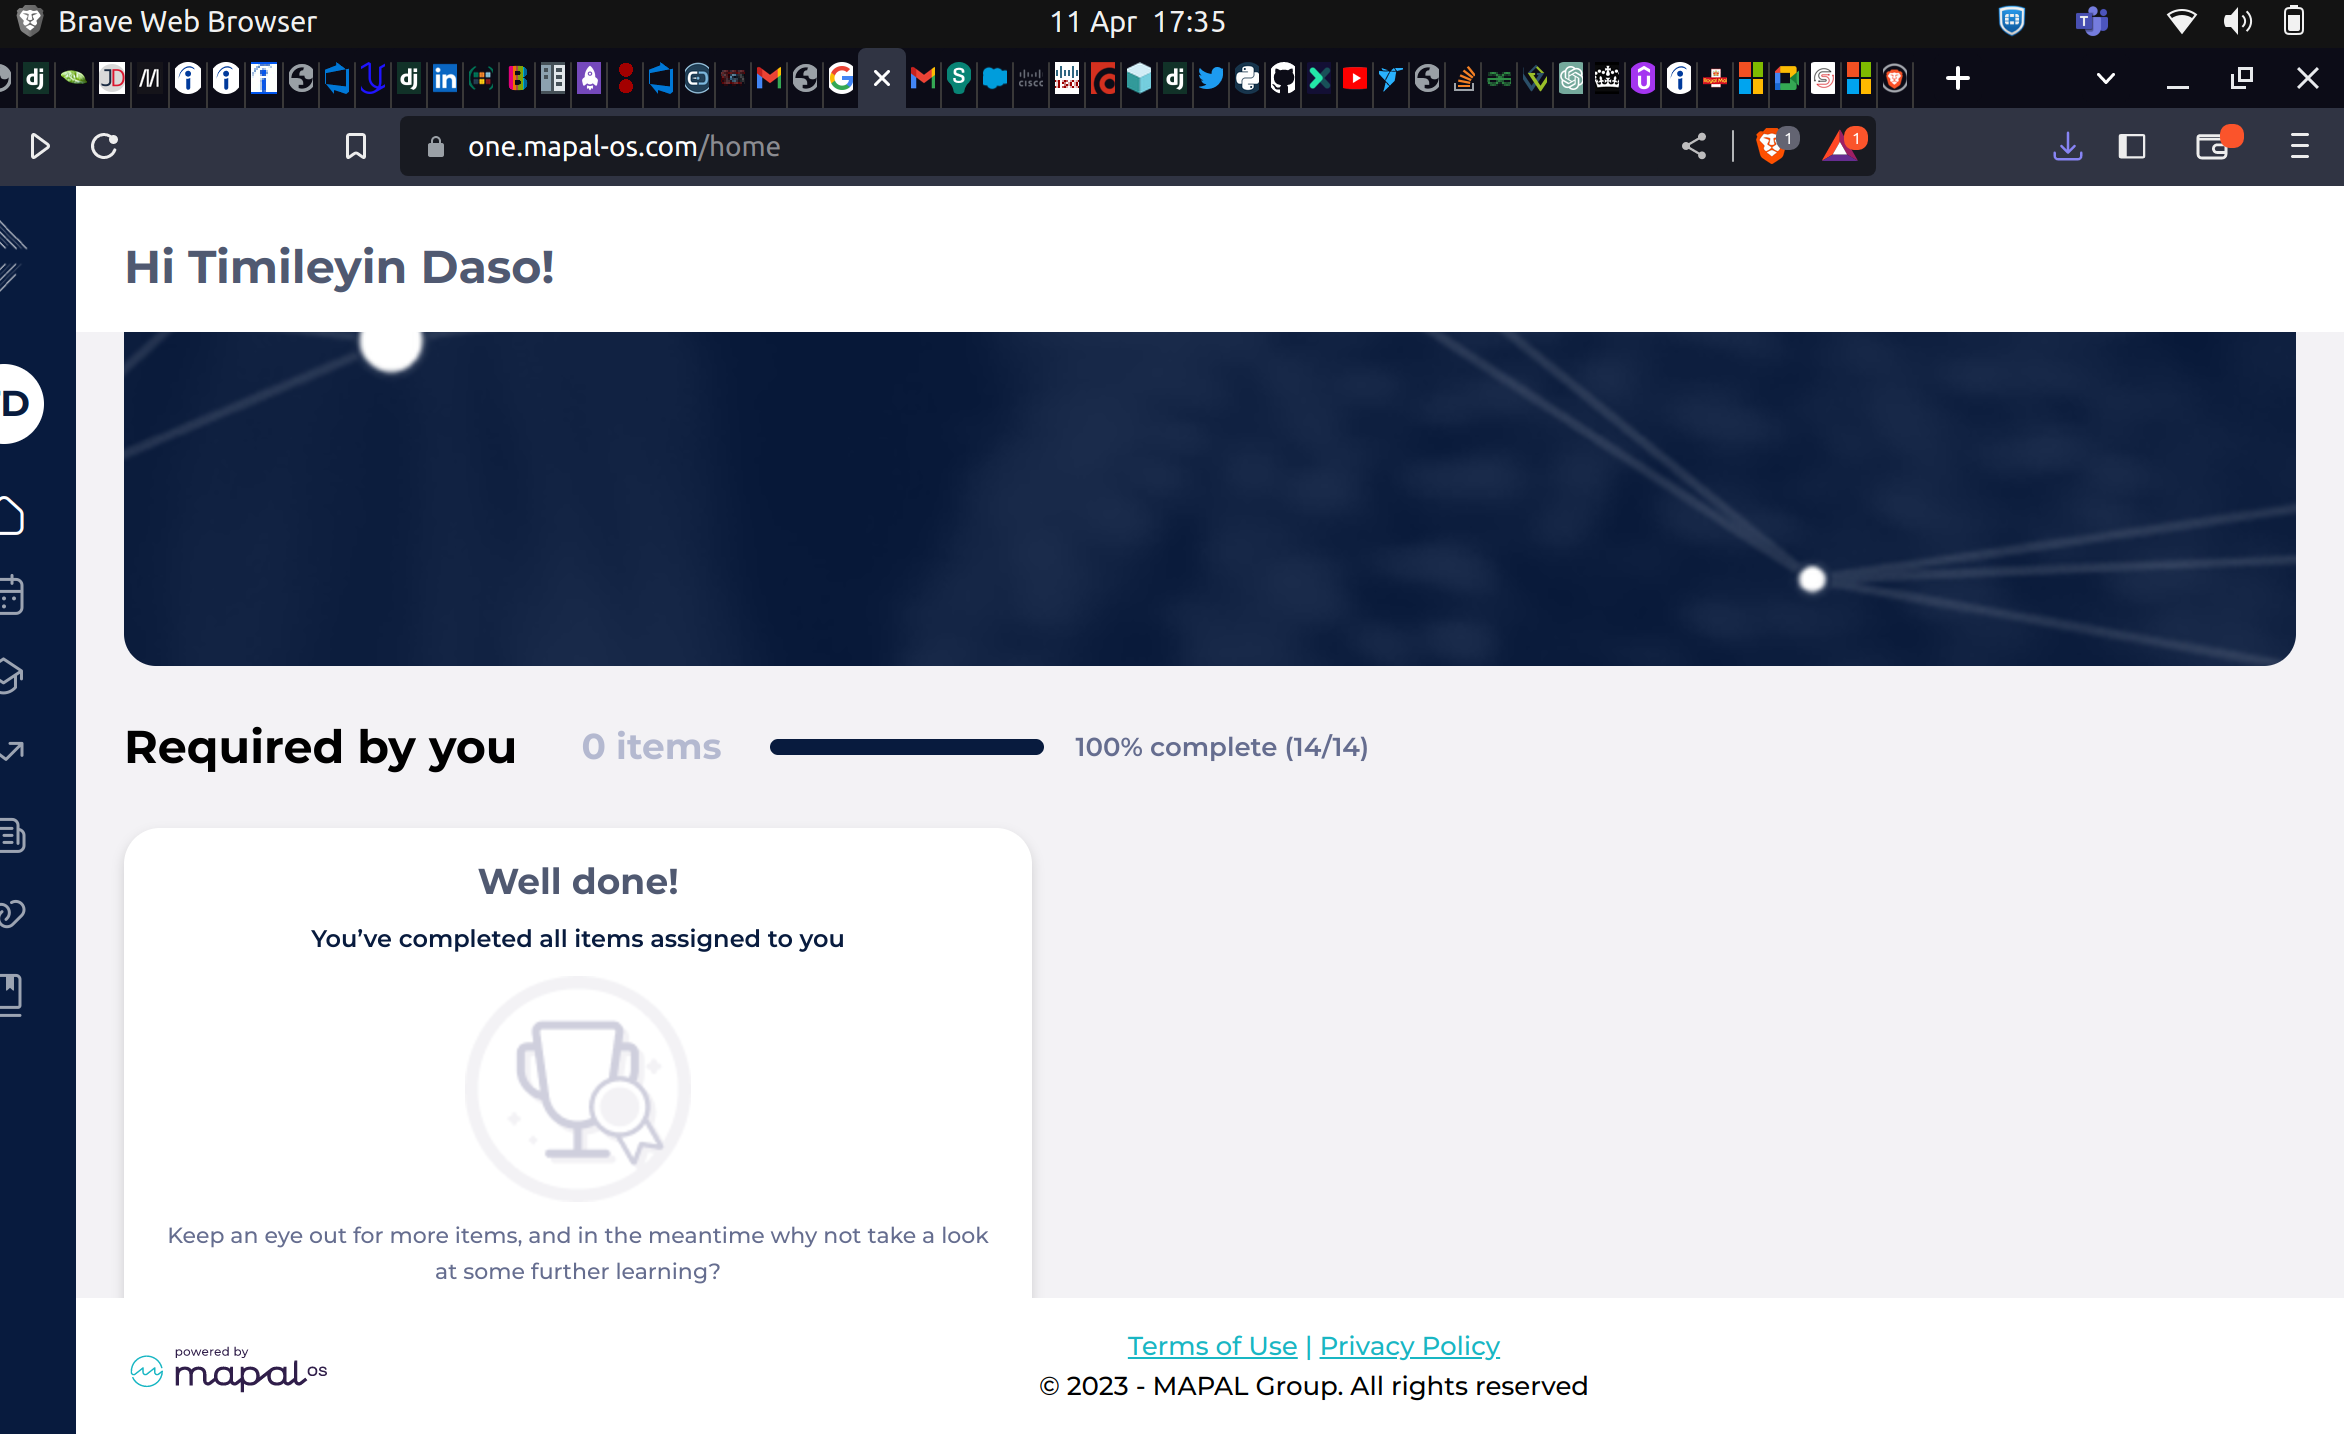 Brave Web Browser
11 Apr 17:35
one.mapal-os.com/home
1
1
Hi Timileyin Daso!
D
Required by you
0 items
100% complete (14/14)
Well done!
You’ve completed all items assigned to you
Keep an eye out for more items, and in the meantime why not take a look
at some further learning?
powered by
mapal os
Terms of Use | Privacy Policy
© 2023 - MAPAL Group. All rights reserved